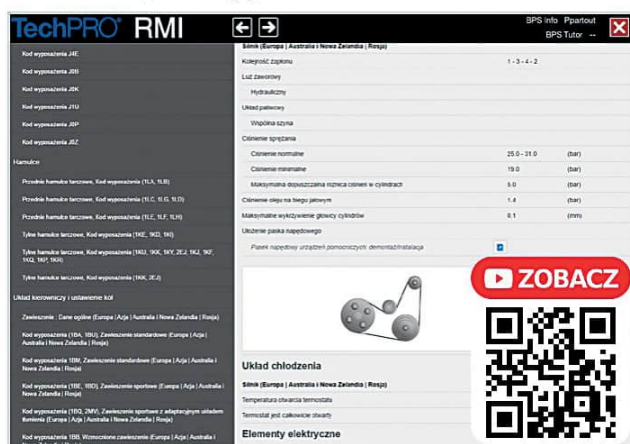 TechPRO® RMI
BPS Info Ppartout
BPS Tutor --
Kod wyposażenia J4E
Kod wyposażenia J0B
Kod wyposażenia J0K
Kod wyposażenia J1U
Kod wyposażenia J0P
Kod wyposażenia J0Z
Hamulce
Przednie hamulce tarczowe, Kod wyposażenia (1LA, 1LB)
Przednie hamulce tarczowe, Kod wyposażenia (1LC, 1LG, 1LD)
Przednie hamulce tarczowe, Kod wyposażenia (1LE, 1LF, 1LH)
Tylne hamulce tarczowe, Kod wyposażenia (1KE, 1KD, 1KI)
Tylne hamulce tarczowe, Kod wyposażenia (1KU, 1KK, 1KY, 2EJ, 1KJ, 1KF,
1KQ, 1KP, 1KR)
Tylne hamulce tarczowe, Kod wyposażenia (1KK, 2EJ)
Układ kierowniczy i ustawienie kół
Zawieszenie : Dane ogólne (Europa | Azja | Australia i Nowa Zelandia | Rosja)
Kod wyposażenia (1BA, 1BU), Zawieszenie standardowe (Europa | Azja |
Australia i Nowa Zelandia | Rosja)
Kod wyposażenia 1BM, Zawieszenie standardowe (Europa | Azja | Australia i
Nowa Zelandia | Rosja)
Kod wyposażenia (1BE, 1BD), Zawieszenie sportowe (Europa | Azja | Australia i
Nowa Zelandia | Rosja)
Kod wyposażenia (1BQ, 2MV), Zawieszenie sportowe z adaptacyjnym układem
tłumienia (Europa | Azja | Australia i Nowa Zelandia | Rosja)
Kod wyposażenia 1BB, Wzmocnione zawieszenie (Europa | Azja | Australia i
Silnik (Europa | Australia i Nowa Zelandia | Rosja)
Kolejność zapłonu 1 - 3 - 4 - 2
Luz zaworowy
Hydrauliczny
Układ paliwowy
Wspólna szyna
Ciśnienie sprężania
Ciśnienie normalne 25.0 - 31.0 (bar)
Ciśnienie minimalne 19.0 (bar)
Maksymalna dopuszczalna różnica ciśnień w cylindrach 5.0 (bar)
Ciśnienie oleju na biegu jałowym 1.4 (bar)
Maksymalne wykrzywienie głowicy cylindrów 0.1 (mm)
Ułożenie paska napędowego
Pasek napędowy urządzeń pomocniczych: demontaż/instalacja
ZOBACZ
Układ chłodzenia
Silnik (Europa | Australia i Nowa Zelandia | Rosja)
Temperatura otwarcia termostatu
Termostat jest całkowicie otwarty
Elementy elektryczne